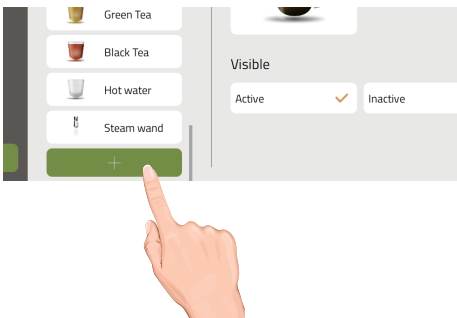 Green Tea
Black Tea
Hot water
Steam wand
+
Visible
Active
Inactive